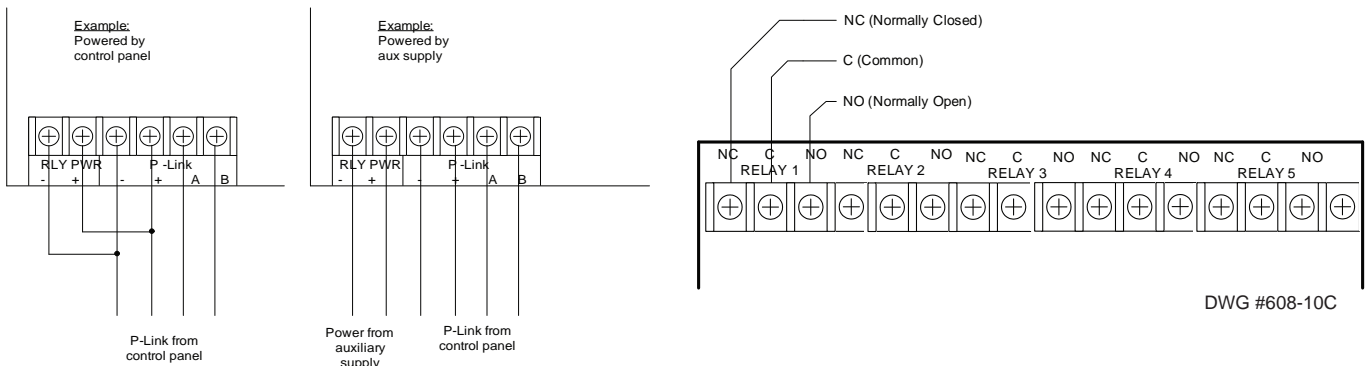 Example:
Powered by
control panel
RLY PWR P -Link
- + - + A B
P-Link from
control panel
Example:
Powered by
aux supply
RLY PWR P -Link
- + - + A B
Power from
auxiliary
supply
P-Link from
control panel
NC (Normally Closed)
C (Common)
NO (Normally Open)
NC C NO NC C NO NC C NO NC C NO NC C NO
RELAY 1 RELAY 2 RELAY 3 RELAY 4 RELAY 5
DWG #608-10C